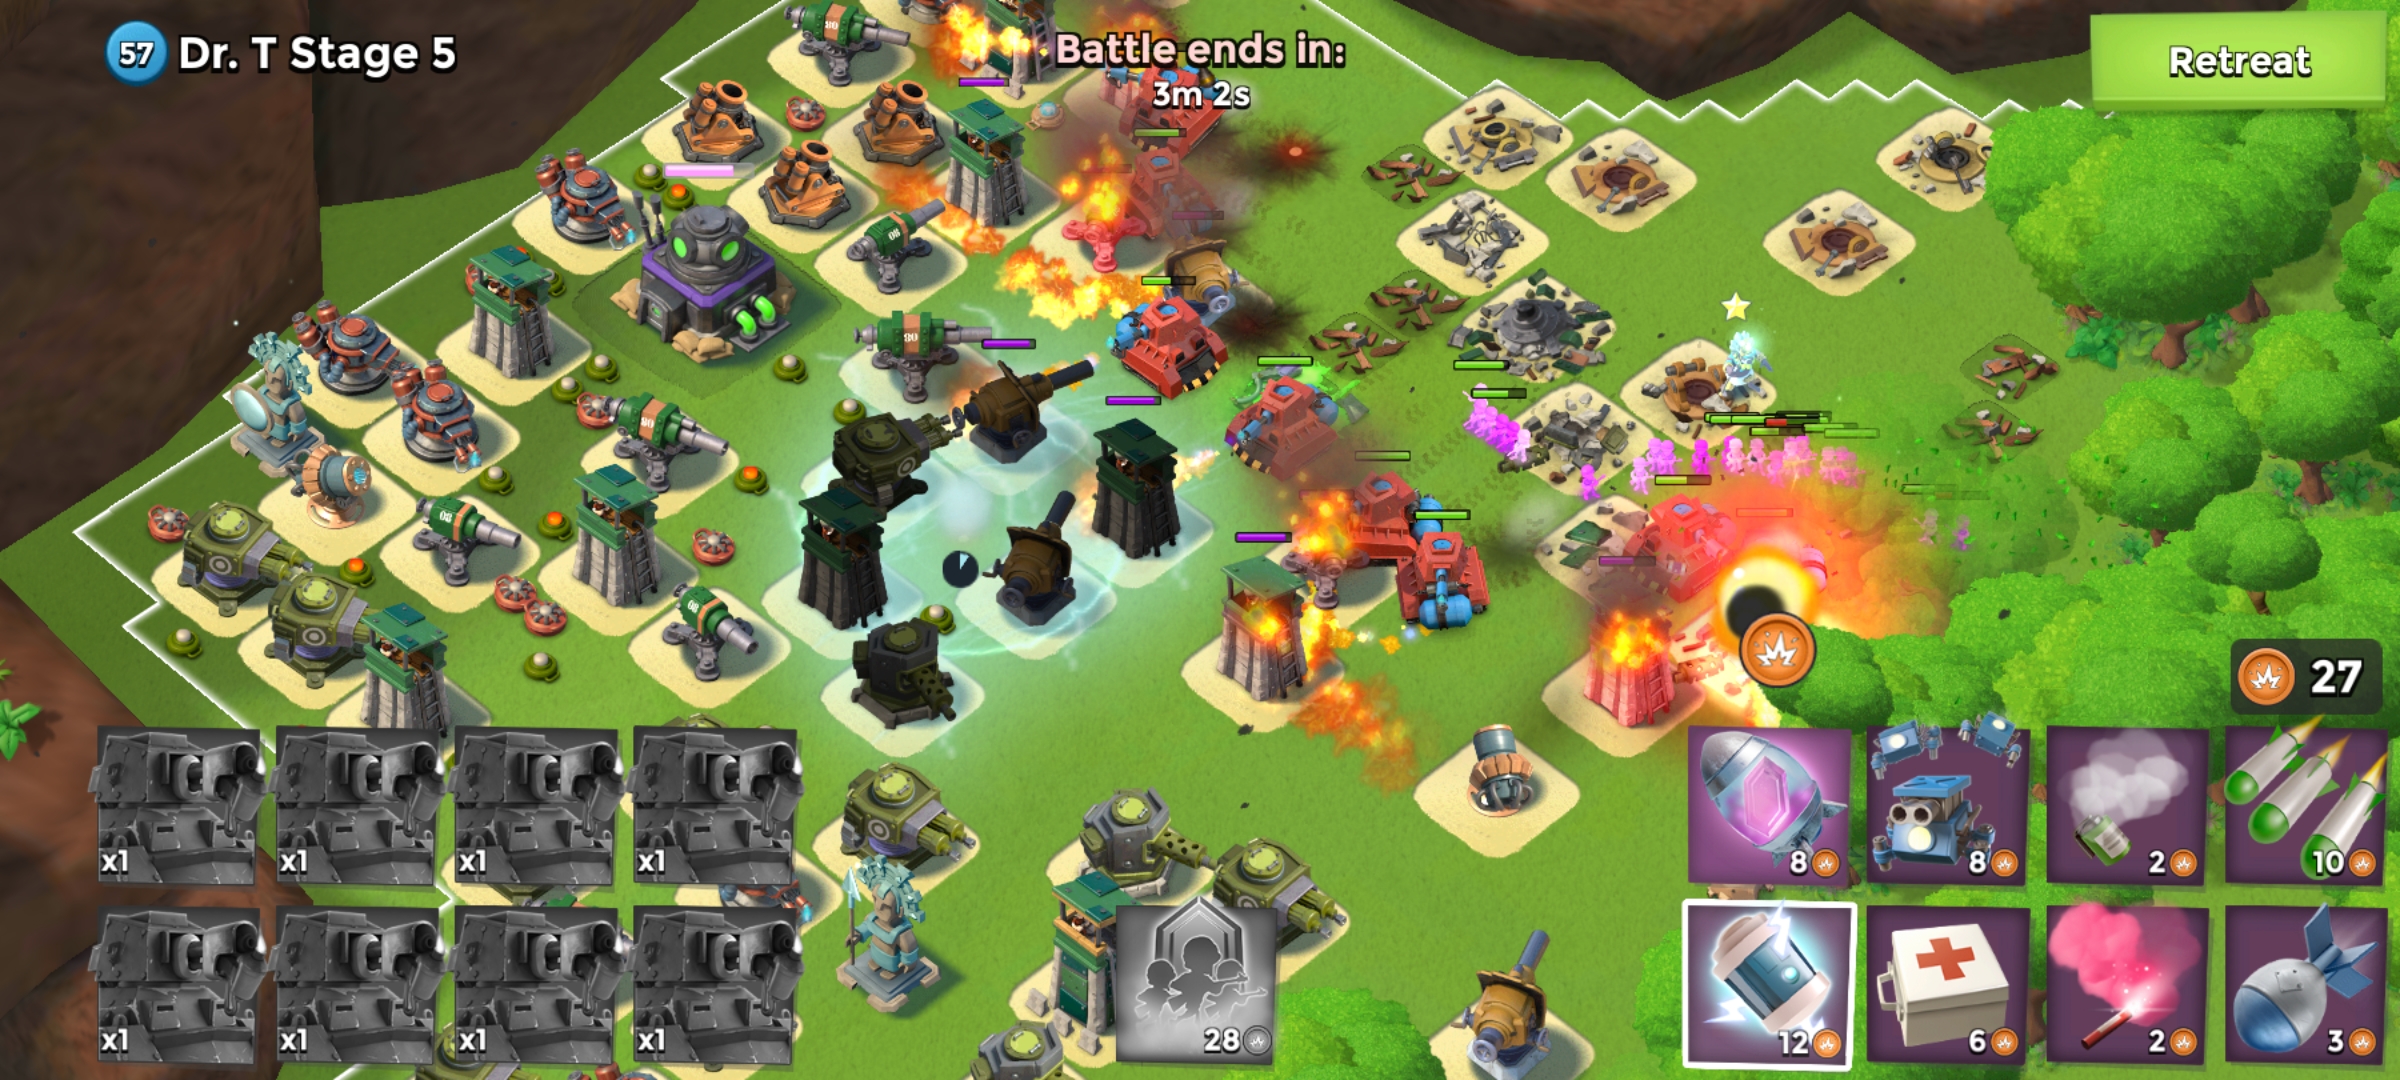 57 Dr. T Stage 5
Battle ends in:
3m 2s
Retreat
27
x1
x1
x1
x1
8
8
2
10
x1
x1
x1
x1
28
12
6
2
3